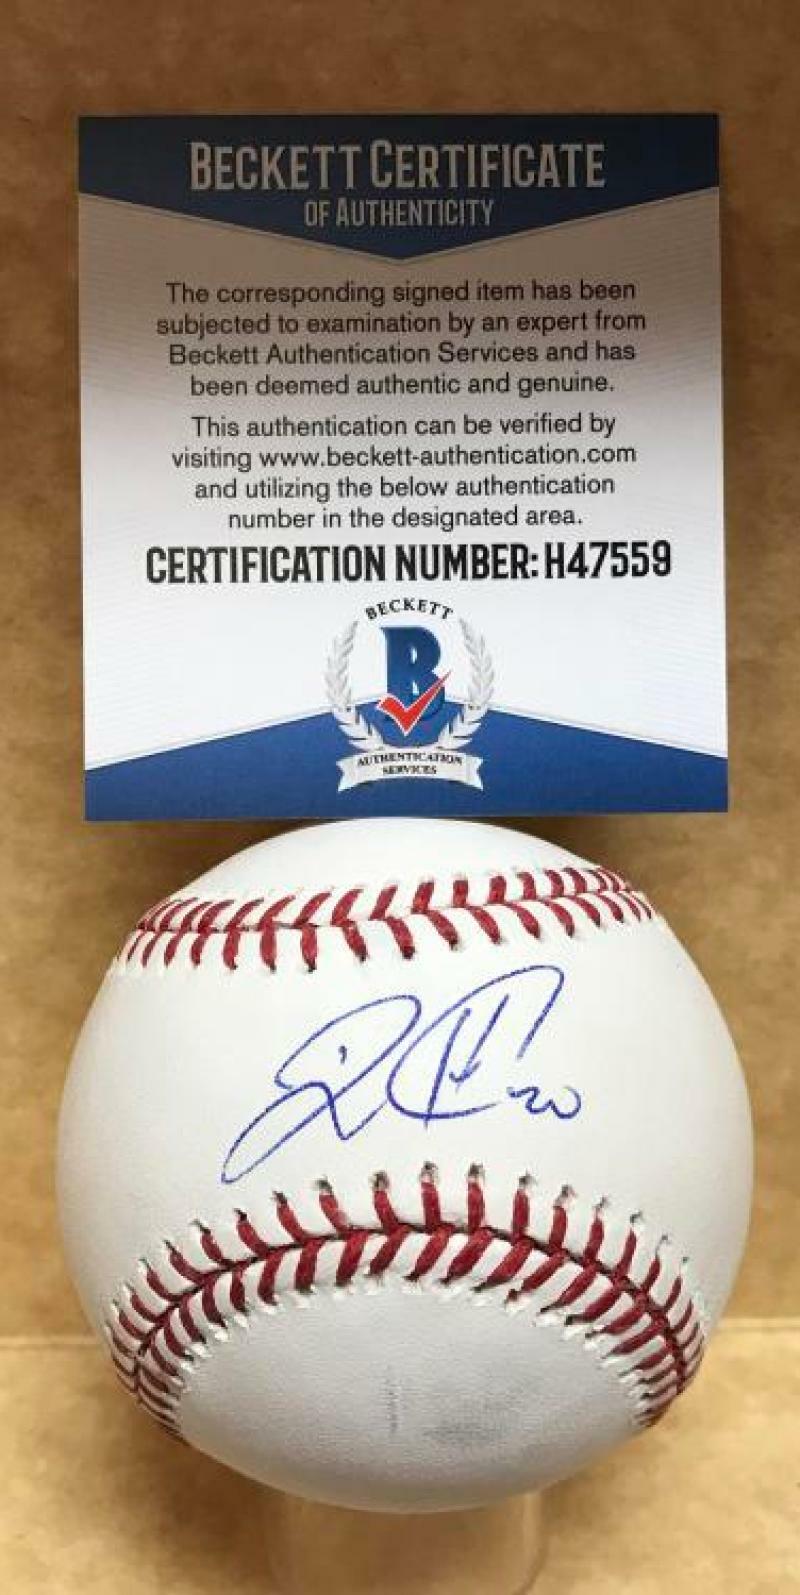 BECKETT CERTIFICATE
OF AUTHENTICITY
The corresponding signed item has been
subjected to examination by an expert from
Beckett Authentication Services and has
been deemed authentic and genuine.
This authentication can be verified by
visiting www.beckett-authentication.com
and utilizing the below authentication
number in the designated area.
CERTIFICATION NUMBER: H47559
BECKETT
B
AUTHENTICATION
SERVICES
20